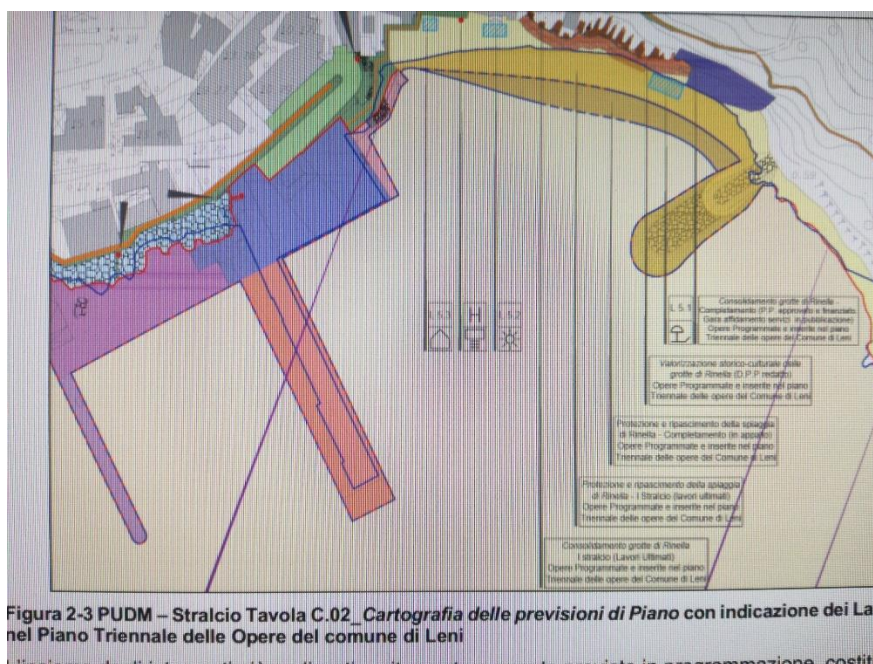 L 5.3
H
L 5.2
L 5.1
Consolidamento grotte di Rinella -
Completamento (P.P. approvato e finanziato.
Gara affidamento servizi in pubblicazione)
Opere Programmate e inserite nel piano
Triennale delle opere del Comune di Leni
Valorizzazione storico-culturale delle
grotte di Rinella (D.P.P redatto)
Opere Programmate e inserite nel piano
Triennale delle opere del Comune di Leni
Protezione e ripascimento della spiaggia
di Rinella - Completamento (in appalto)
Opere Programmate e inserite nel piano
Triennale delle opere del Comune di Leni
Protezione e ripascimento della spiaggia
di Rinella - I Stralcio (lavori ultimati)
Opere Programmate e inserite nel piano
Triennale delle opere del Comune di Leni
Consolidamento grotte di Rinella
I stralcio (Lavori Ultimati)
Opere Programmate e inserite nel piano
Triennale delle opere del Comune di Leni
Figura 2-3 PUDM – Stralcio Tavola C.02_Cartografia delle previsioni di Piano con indicazione dei La
nel Piano Triennale delle Opere del comune di Leni